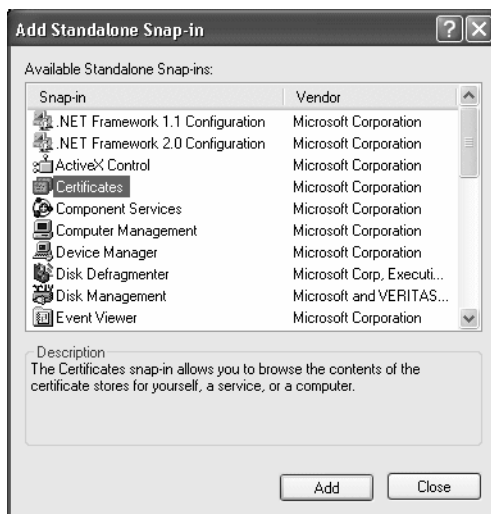 Add Standalone Snap-in
Available Standalone Snap-ins:
Snap-in Vendor
.NET Framework 1.1 Configuration Microsoft Corporation
.NET Framework 2.0 Configuration Microsoft Corporation
ActiveX Control Microsoft Corporation
Certificates Microsoft Corporation
Component Services Microsoft Corporation
Computer Management Microsoft Corporation
Device Manager Microsoft Corporation
Disk Defragmenter Microsoft Corp, Executi...
Disk Management Microsoft and VERITAS...
Event Viewer Microsoft Corporation
Description
The Certificates snap-in allows you to browse the contents of the
certificate stores for yourself, a service, or a computer.
Add Close